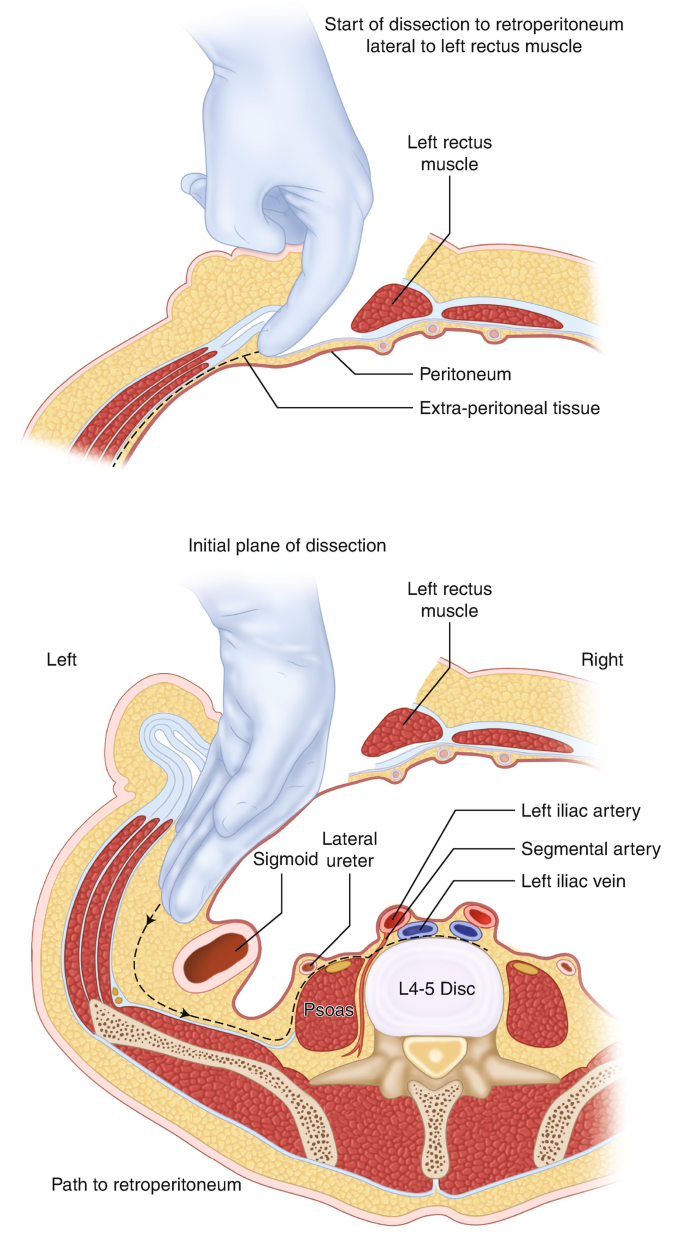 Start of dissection to retroperitoneum
lateral to left rectus muscle
Left rectus
muscle
Peritoneum
Extra-peritoneal tissue
Initial plane of dissection
Left rectus
muscle
Left
Right
Left iliac artery
Lateral
ureter
Sigmoid
Segmental artery
Left iliac vein
L4-5 Disc
Psoas
Path to retroperitoneum